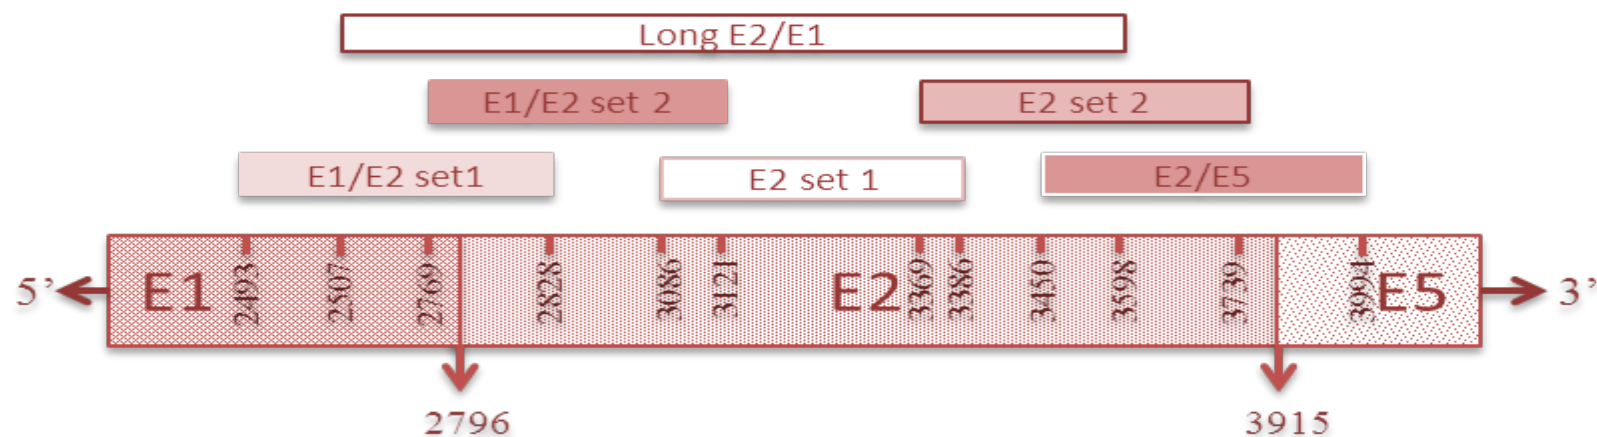 Long E2/E1
E1/E2 set 2
E2 set 2
E1/E2 set1
E2 set 1
E2/E5
5’
E1
2493
2507
2769
2828
3086
3121
E2
3369
3386
3450
3598
3739
3994
E5
3’
2796
3915